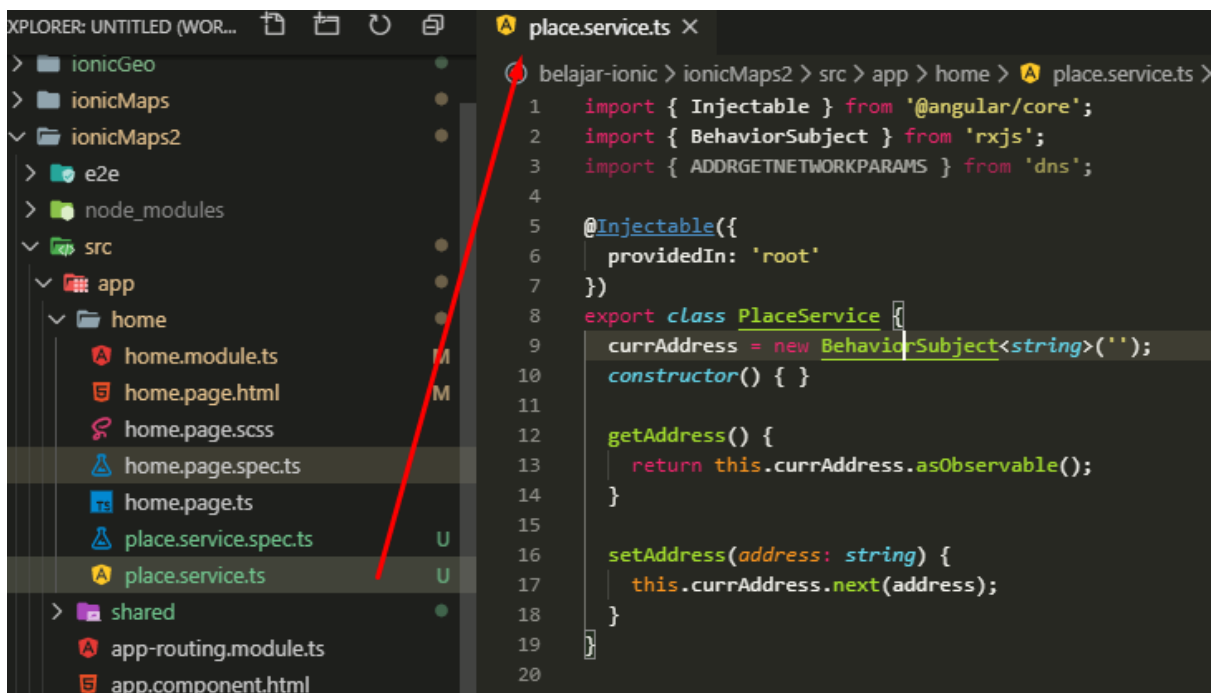 XPLORER: UNTITLED (WOR...
ionicGeo
ionicMaps
ionicMaps2
e2e
node_modules
src
app
home
home.module.ts M
home.page.html M
home.page.scss
home.page.spec.ts
home.page.ts
place.service.spec.ts U
place.service.ts U
shared
app-routing.module.ts
app.component.html
place.service.ts ×
belajar-ionic > ionicMaps2 > src > app > home > place.service.ts >
1 import { Injectable } from '@angular/core';
2 import { BehaviorSubject } from 'rxjs';
3 import { ADDRGETNETWORKPARAMS } from 'dns';
4
5 @Injectable({
6 providedIn: 'root'
7 })
8 export class PlaceService {
9 currAddress = new BehaviorSubject<string>('');
10 constructor() { }
11
12 getAddress() {
13 return this.currAddress.asObservable();
14 }
15
16 setAddress(address: string) {
17 this.currAddress.next(address);
18 }
19 }
20